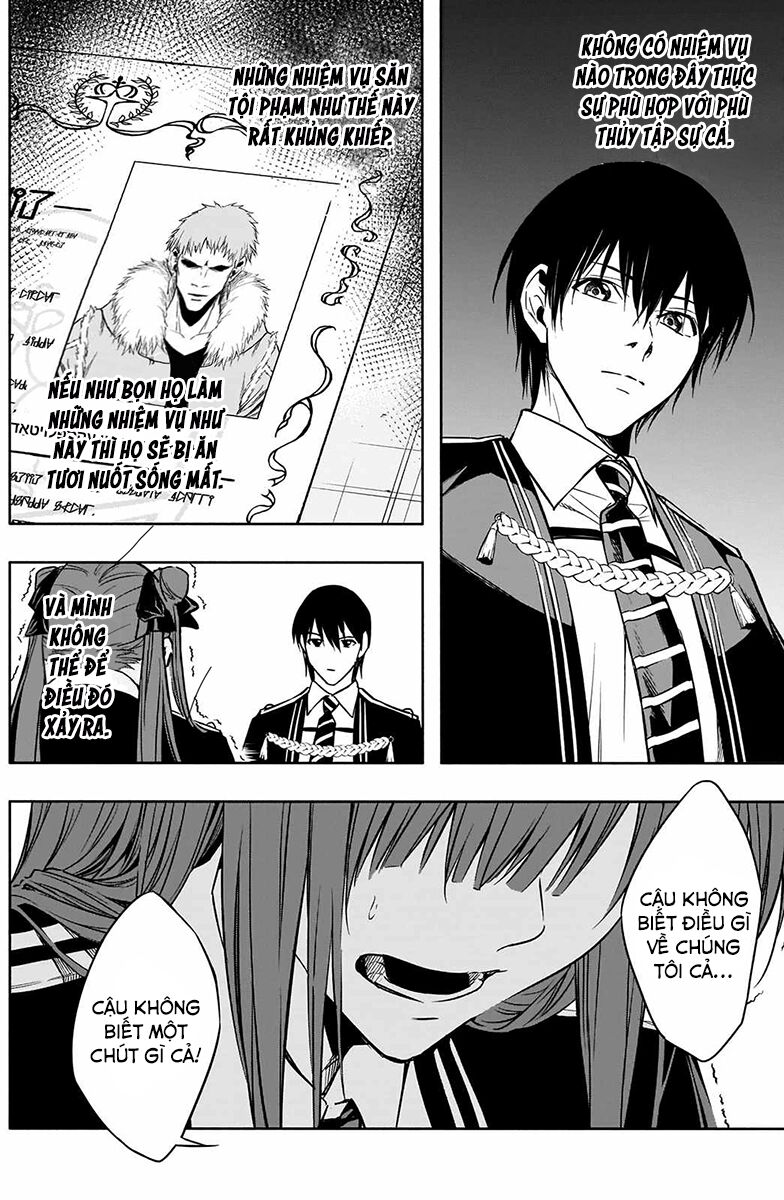 KHÔNG CÓ NHIỆM VỤ
NÀO TRONG ĐÂY THỰC
SỰ PHÙ HỢP VỚI PHÙ
THỦY TẬP SỰ CẢ.
NHỮNG NHIỆM VỤ SĂN
TỘI PHẠM NHƯ THẾ NÀY
RẤT KHỦNG KHIẾP.
NẾU NHƯ BỌN HỌ LÀM
NHỮNG NHIỆM VỤ NHƯ
NÀY THÌ HỌ SẼ BỊ ĂN
TƯƠI NUỐT SỐNG MẤT.
VÀ MÌNH
KHÔNG
THỂ ĐỂ
ĐIỀU ĐÓ
XẢY RA.
CẬU KHÔNG
BIẾT ĐIỀU GÌ
VỀ CHÚNG
TÔI CẢ...
CẬU KHÔNG
BIẾT MỘT
CHÚT GÌ CẢ!